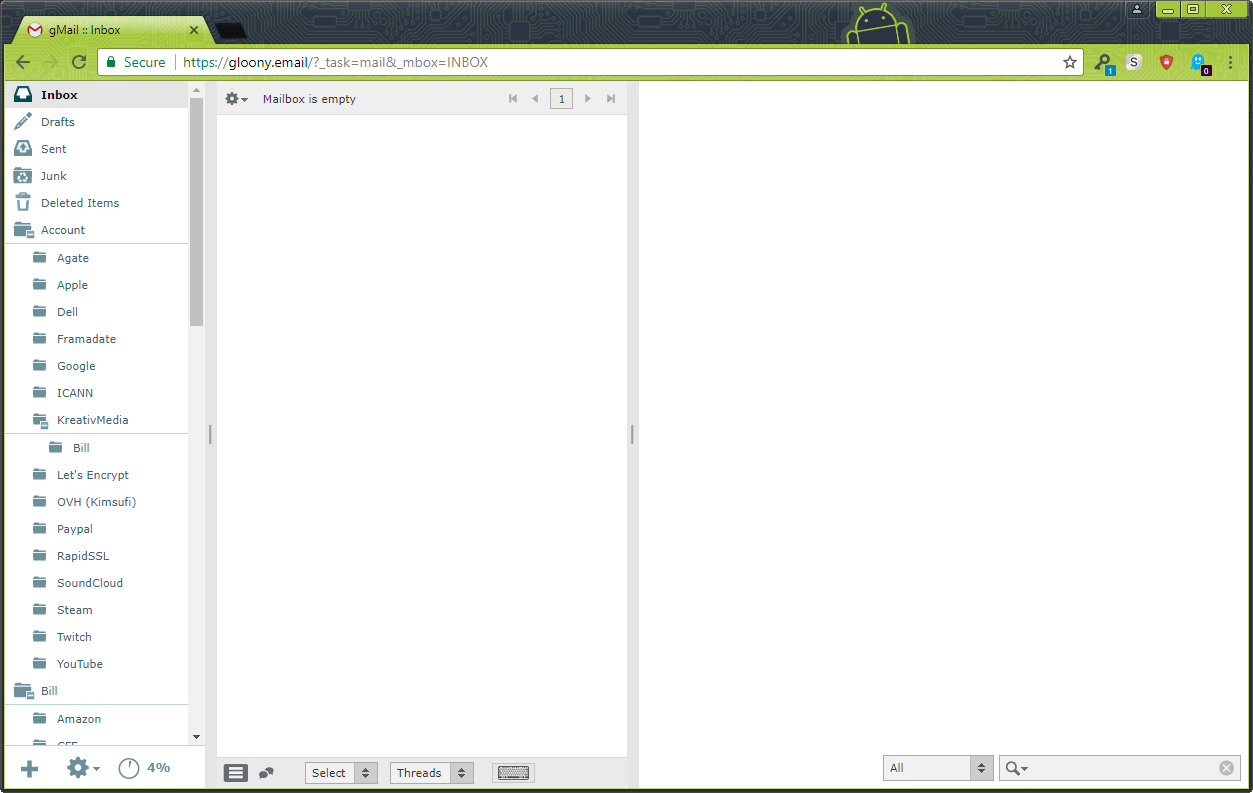 gMail :: Inbox
Secure https://gloony.email/?_task=mail&_mbox=INBOX
1 S 0
Inbox
Mailbox is empty 1
Drafts
Sent
Junk
Deleted Items
Account
Agate
Apple
Dell
Framadate
Google
ICANN
KreativMedia
Bill
Let's Encrypt
OVH (Kimsufi)
Paypal
RapidSSL
SoundCloud
Steam
Twitch
YouTube
Bill
Amazon
4%
Select Threads
All